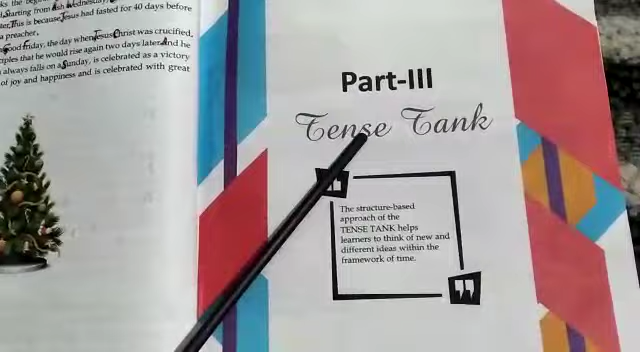 starting from Ash Wednesday,
This is because Jesus had fasted for 40 days before
a preacher.
Good friday, the day when Jesus Christ was crucified,
ples that he would rise again two days later And he
always falls on a Sunday, is celebrated as a victory
of joy and happiness and is celebrated with great
Part-III
Tense Tank
The structure-based
approach of the
TENSE TANK helps
learners to think of new and
different ideas within the
framework of time.